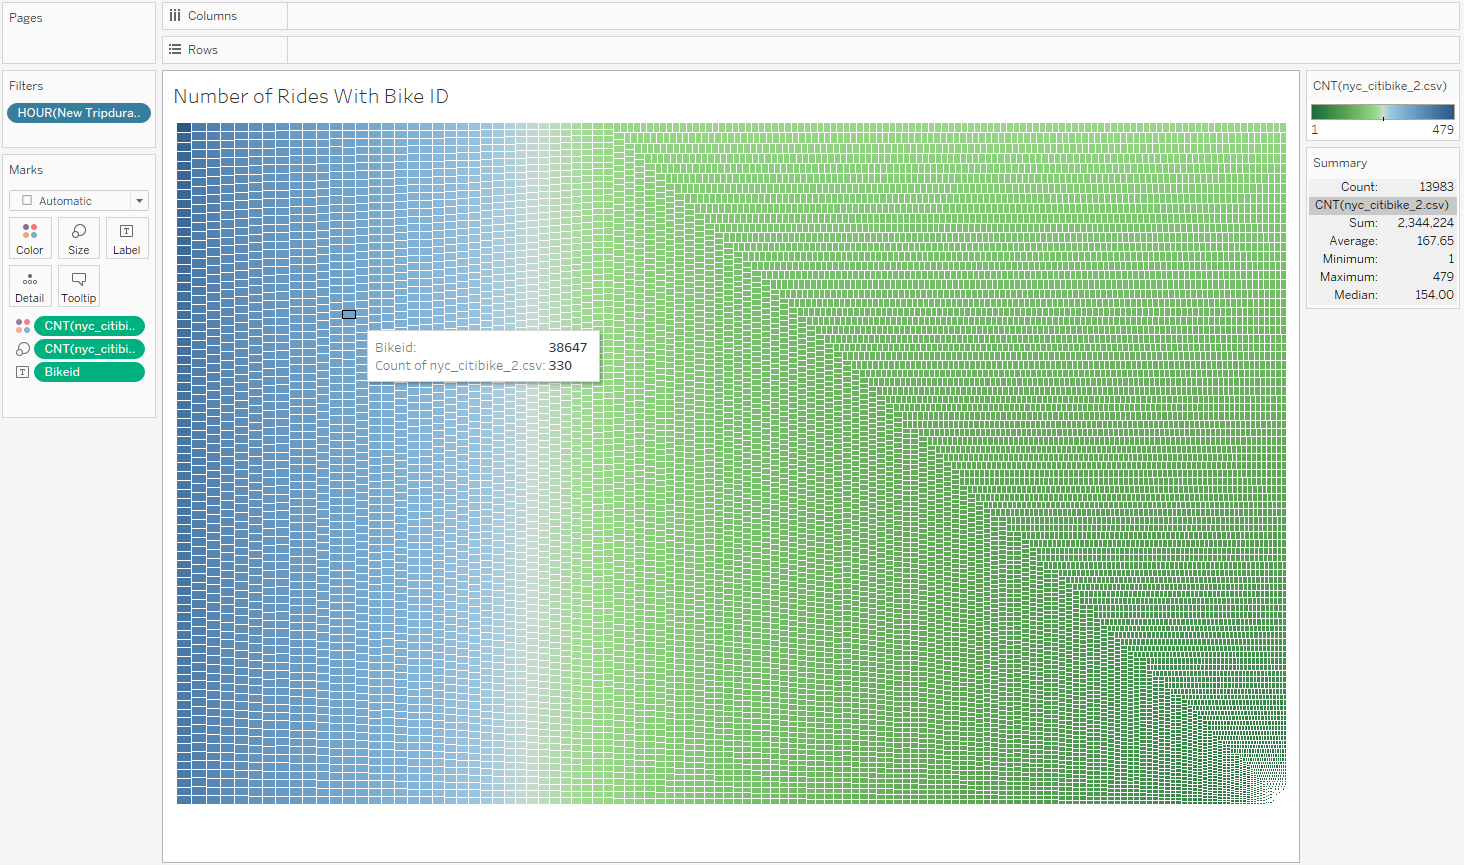 Pages
Columns
Rows
Filters
HOUR(New Tripdura..
Marks
Automatic
Color
Size
Label
Detail
Tooltip
CNT(nyc_citibi..
CNT(nyc_citibi..
Bikeid
Number of Rides With Bike ID
Bikeid: 38647
Count of nyc_citibike_2.csv: 330
CNT(nyc_citibike_2.csv)
1 479
Summary
Count: 13983
CNT(nyc_citibike_2.csv)
Sum: 2,344,224
Average: 167.65
Minimum: 1
Maximum: 479
Median: 154.00